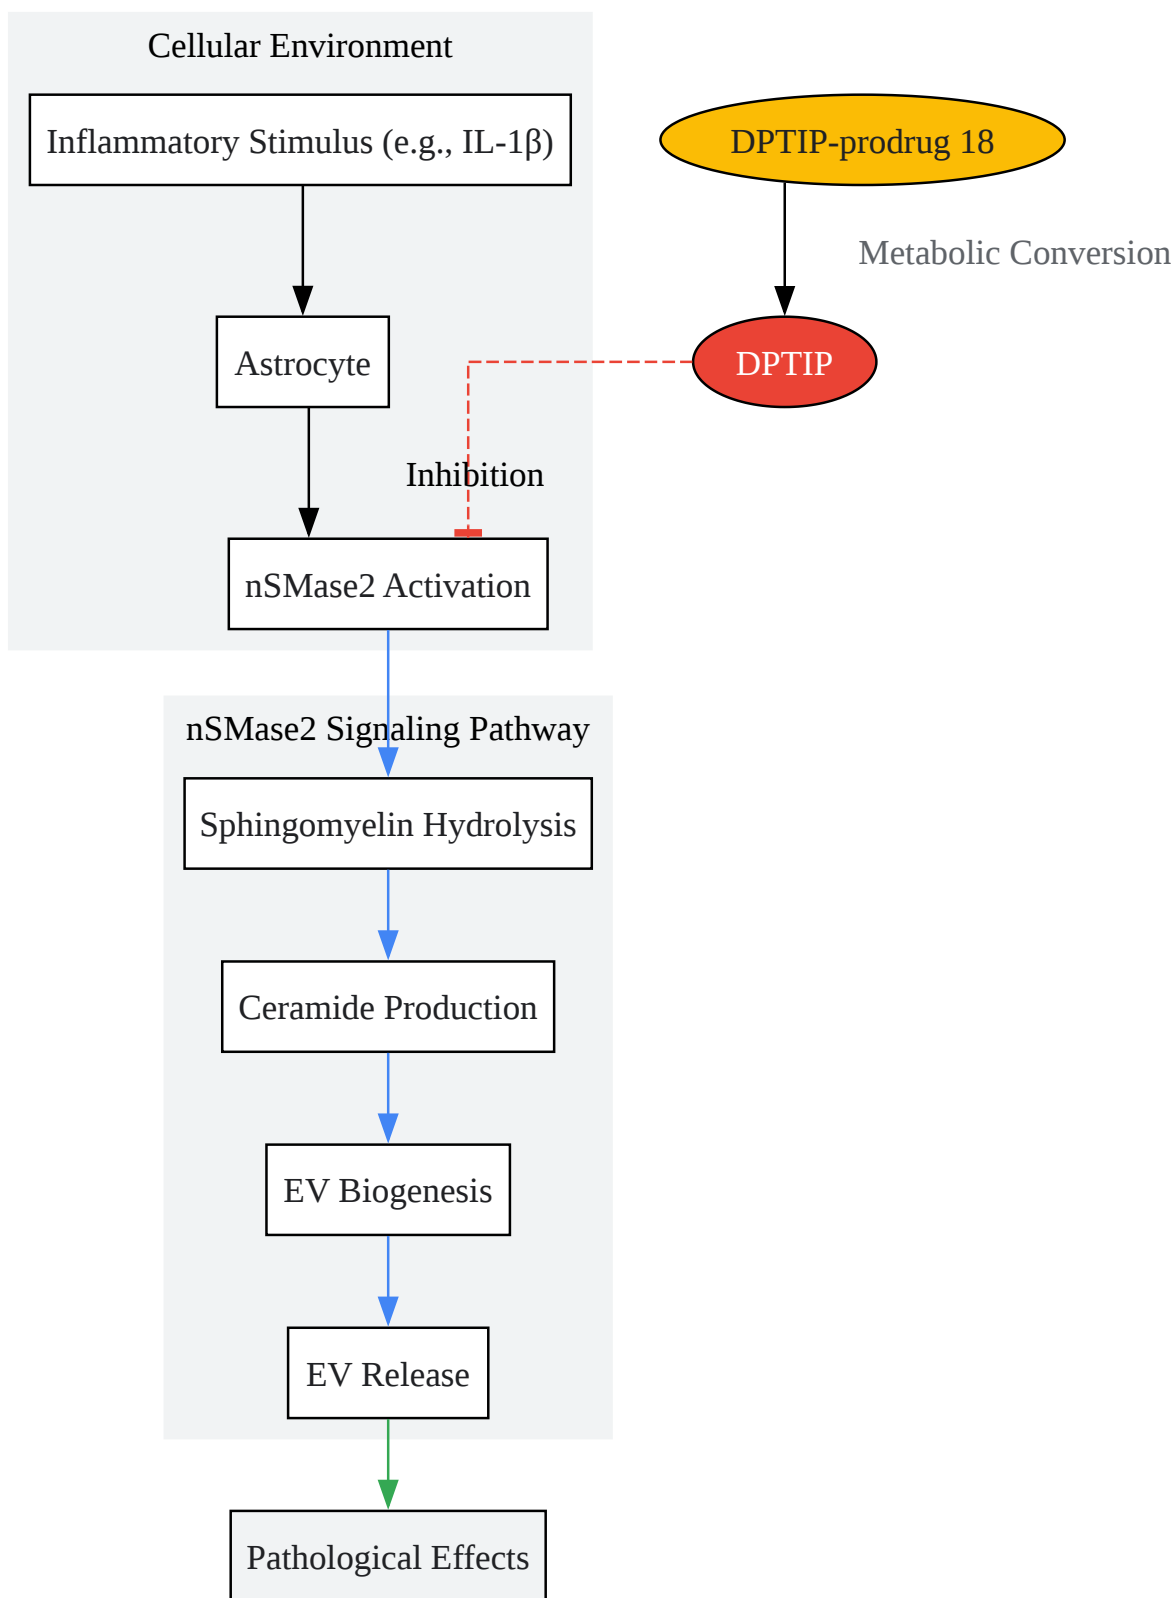 Cellular Environment
Inflammatory Stimulus (e.g., IL-1β)
DPTIP-prodrug 18
Metabolic Conversion
Astrocyte
DPTIP
Inhibition
nSMase2 Activation
nSMase2 Signaling Pathway
Sphingomyelin Hydrolysis
Ceramide Production
EV Biogenesis
EV Release
Pathological Effects